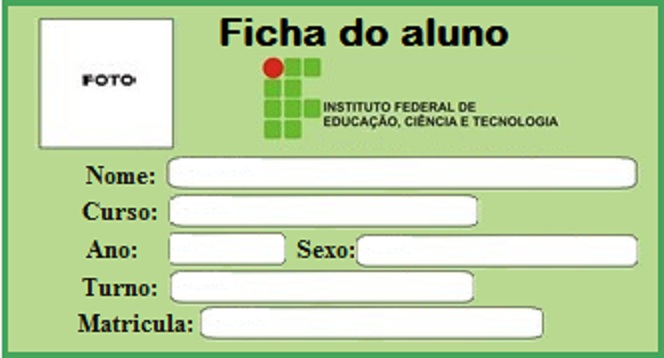 Ficha do aluno
FOTO
INSTITUTO FEDERAL DE
EDUCAÇÃO, CIÊNCIA E TECNOLOGIA
Nome:
Curso:
Ano: Sexo:
Turno:
Matricula: